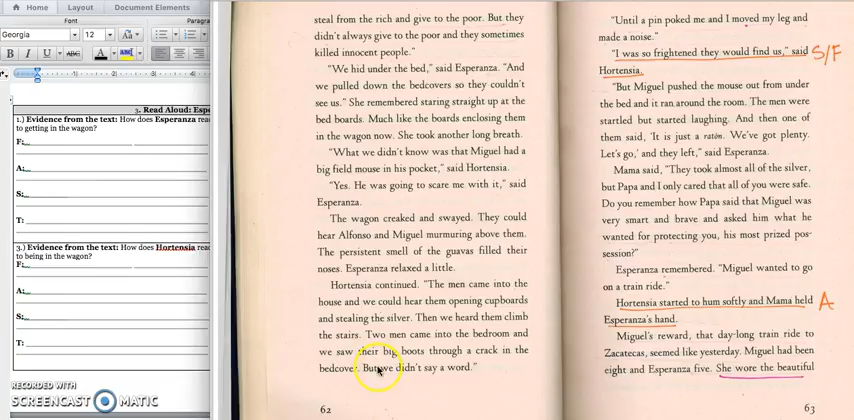 Home
Layout
Document Elements
Font
Paragra
Georgia
12
A
aab
B
I
U
ABC
3. Read Aloud: Esp
1.) Evidence from the text: How does Esperanza rea
to getting in the wagon?
F:
A:
S:
T:
3.) Evidence from the text: How does Hortensia read
to being in the wagon?
F:
A:
S:
T:
RECORDED WITH
SCREENCAST MATIC
steal from the rich and give to the poor. But they
didn't always give to the poor and they sometimes
killed innocent people."
"We hid under the bed," said Esperanza. "And
we pulled down the bedcovers so they couldn't
see us." She remembered staring straight up at the
bed boards. Much like the boards enclosing them
in the wagon now. She took another long breath.
"What we didn't know was that Miguel had a
big field mouse in his pocket," said Hortensia.
"Yes. He was going to scare me with it," said
Esperanza.
The wagon creaked and swayed. They could
hear Alfonso and Miguel murmuring above them.
The persistent smell of the guavas filled their
noses. Esperanza relaxed a little.
Hortensia continued. "The men came into the
house and we could hear them opening cupboards
and stealing the silver. Then we heard them climb
the stairs. Two men came into the bedroom and
we saw their big boots through a crack in the
bedcover. But we didn't say a word."
62
"Until a pin poked me and I moved my leg and
made a noise."
"I was so frightened they would find us," said
Hortensia.
S/F
"But Miguel pushed the mouse out from under
the bed and it ran around the room. The men were
startled but started laughing. And then one of
them said, 'It is just a ratón. We've got plenty.
Let's go,' and they left," said Esperanza.
Mama said, "They took almost all of the silver,
but Papa and I only cared that all of you were safe.
Do you remember how Papa said that Miguel was
very smart and brave and asked him what he
wanted for protecting you, his most prized pos-
session?"
Esperanza remembered. "Miguel wanted to go
on a train ride."
Hortensia started to hum softly and Mama held
Esperanza's hand.
A
Miguel's reward, that day-long train ride to
Zacatecas, seemed like yesterday. Miguel had been
eight and Esperanza five. She wore the beautiful
63